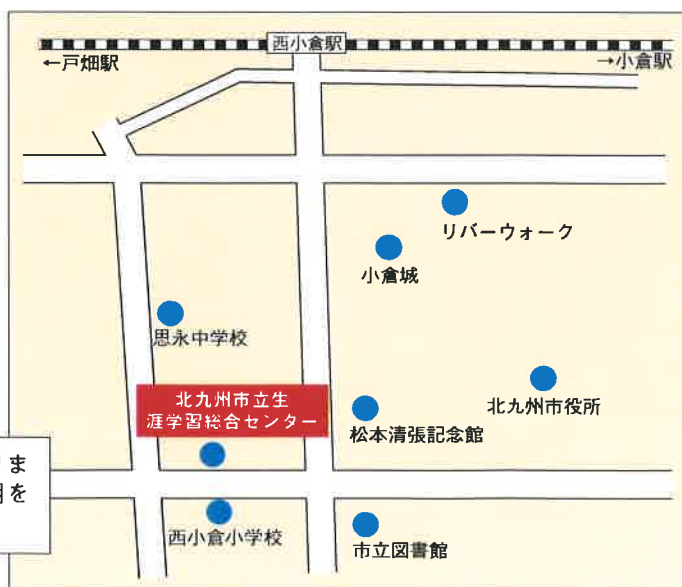 西小倉駅
←戸畑駅
→小倉駅
リバーウォーク
小倉城
思永中学校
北九州市立生
涯学習総合センター
北九州市役所
松本清張記念館
ま
を
西小倉小学校
市立図書館